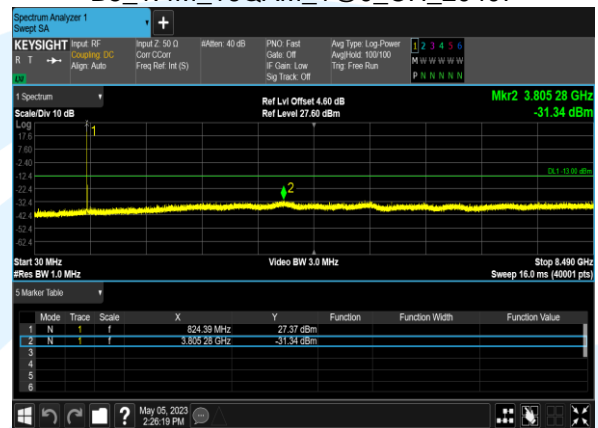 Spectrum Analyzer 1
Swept SA
KEYSIGHT
R T
LV
Input: RF
Coupling: DC
Align: Auto
Input Z: 50 Ω
Corr CCorr
Freq Ref: Int (S)
#Atten: 40 dB
PNO: Fast
Gate: Off
IF Gain: Low
Sig Track: Off
Avg Type: Log-Power
Avg|Hold: 100/100
Trig: Free Run
1 2 3 4 5 6
M W W W W W
P N N N N N
1 Spectrum
Scale/Div 10 dB
Ref Lvl Offset 4.60 dB
Ref Level 27.60 dBm
Mkr2 3.805 28 GHz
-31.34 dBm
Log
17.6
7.60
-2.40
-12.4
-22.4
-32.4
-42.4
-52.4
-62.4
1
2
DL1 -13.00 dBm
Start 30 MHz
#Res BW 1.0 MHz
Video BW 3.0 MHz
Stop 8.490 GHz
Sweep 16.0 ms (40001 pts)
5 Marker Table
Mode Trace Scale X Y Function Function Width Function Value
1 N 1 f 824.39 MHz 27.37 dBm
2 N 1 f 3.805 28 GHz -31.34 dBm
3
4
5
6
?
May 05, 2023
2:26:19 PM